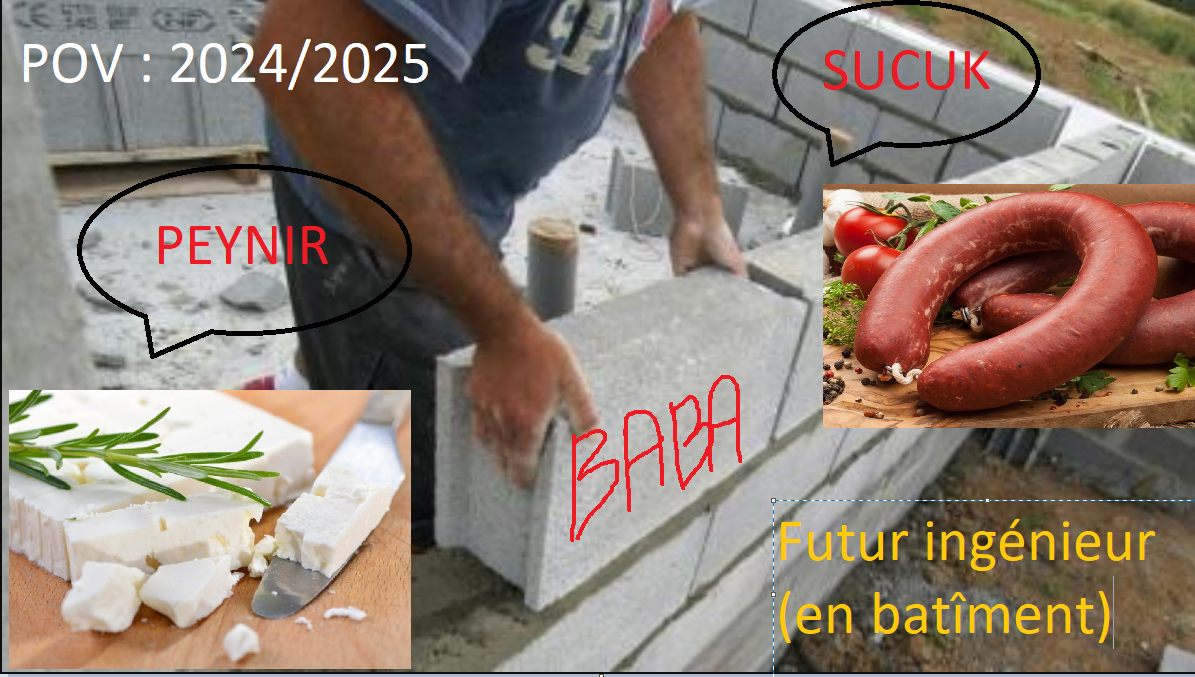 POV : 2024/2025
SUCUK
PEYNIR
BABA
Futur ingénieur
(en batîment)